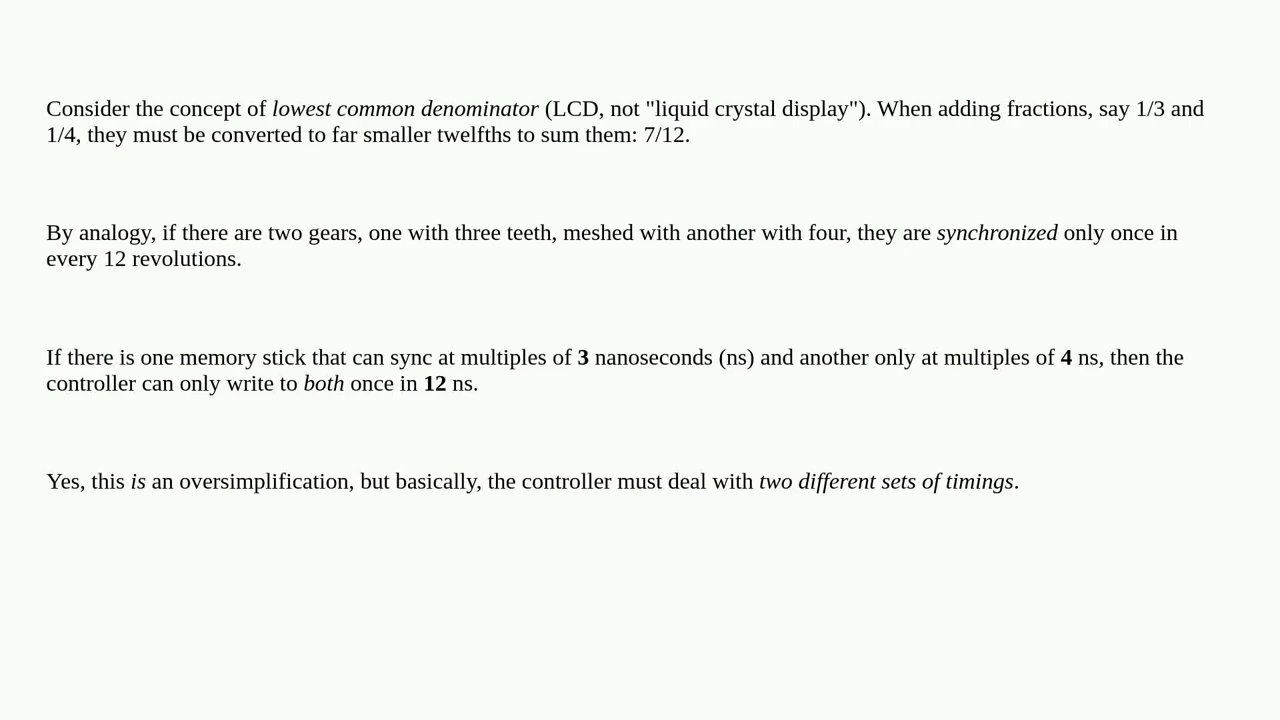 Consider the concept of lowest common denominator (LCD, not "liquid crystal display"). When adding fractions, say 1/3 and
1/4, they must be converted to far smaller twelfths to sum them: 7/12.
By analogy, if there are two gears, one with three teeth, meshed with another with four, they are synchronized only once in
every 12 revolutions.
If there is one memory stick that can sync at multiples of 3 nanoseconds (ns) and another only at multiples of 4 ns, then the
controller can only write to both once in 12 ns.
Yes, this is an oversimplification, but basically, the controller must deal with two different sets of timings.